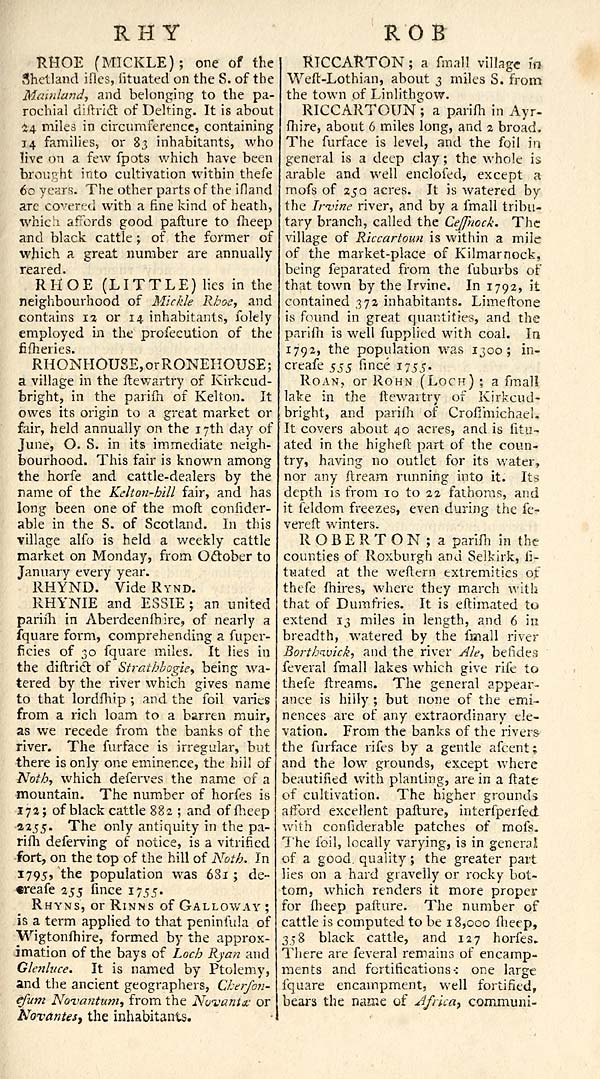 RHY
RHOE (MICKLE); one of the
Shetland iſles, ſituated on the S. of the
Mainland, and belonging to the pa-
rochial diſtrict of Delting. It is about
24 miles in circumference, containing
14 families, or 83 inhabitants, who
live on a few ſpots which have been
brought into cultivation within theſe
60 years. The other parts of the iſland
are covered with a fine kind of heath,
which affords good paſture to ſheep
and black cattle; of the former of
which a great number are annually
reared.
RHOE (LITTLE) lies in the
neighbourhood of Mickle Rhoe, and
contains 12 or 14 inhabitants, ſolely
employed in the proſecution of the
fiſheries.
RHONHOUSE, or RONEHOUSE;
a village in the ſtewartry of Kirkcud-
bright, in the pariſh of Kelton. It
owes its origin to a great market or
fair, held annually on the 17th day of
June, O. S. in its immediate neigh-
bourhood. This fair is known among
the horſe and cattle-dealers by the
name of the Kelton-hill fair, and has
long been one of the moſt conſider-
able in the S. of Scotland. In this
village alſo is held a weekly cattle
market on Monday, from October to
January every year.
RHYND. Vide RYND.
RHYNIE and ESSIE; an united
pariſh in Aberdeenſhire, of nearly a
ſquare form, comprehending a ſuper-
ficies of 30 ſquare miles. It lies in
the diſtrict of Strathbogie, being wa-
tered by the river which gives name
to that lordſhip; and the ſoil varies
from a rich loam to a barren muir,
as we recede from the banks of the
river. The ſurface is irregular, but
there is only one eminence, the hill of
Noth, which deſerves the name of a
mountain. The number of horſes is
172; of black cattle 882; and of ſheep
2255. The only antiquity in the pa-
riſh deſerving of notice, is a vitrified
fort, on the top of the hill of Noth. In
1795, the population was 681; de-
creaſe 255 ſince 1755.
RHYNS, or RINNS of GALLOWAY;
is a term applied to that peninſula of
Wigtonſhire, formed by the approx-
imation of the bays of Loch Ryan and
Glenluce. It is named by Ptolemy,
and the ancient geographers, Cherſon-
eſum Novantum, from the Novantæ or
Novantes, the inhabitants.
ROB
RICCARTON; a ſmall village in
Weſt-Lothian, about 3 miles S. from
the town of Linlithgow.
RICCARTOUN; a pariſh in Ayr-
ſhire, about 6 miles long, and 2 broad.
The ſurface is level, and the ſoil in
general is a deep clay; the whole is
arable and well encloſed, except a
moſs of 250 acres. It is watered by
the Irvine river, and by a ſmall tribu-
tary branch, called the Ceſſnock. The
village of Riccartoun is within a mile
of the market-place of Kilmarnock,
being ſeparated from the ſuburbs of
that town by the Irvine. In 1792, it
contained 372 inhabitants. Limeſtone
is found in great quantities, and the
pariſh is well ſupplied with coal. In
1792, the population was 1300; in-
creaſe 555 ſince 1755.
ROAN, or ROHN (LOCH); a ſmall
lake in the ſtewartry of Kirkcud-
bright, and pariſh of Croſſmichael.
It covers about 40 acres, and is ſitu-
ated in the higheſt part of the coun-
try, having no outlet for its water,
nor any ſtream running into it. Its
depth is from 10 to 22 fathoms, and
it ſeldom freezes, even during the ſe-
vereſt winters.
ROBERTON; a pariſh in the
counties of Roxburgh and Selkirk, ſi-
tuated at the weſtern extremities of
theſe ſhires, where they march with
that of Dumfries. It is eſtimated to
extend 13 miles in length, and 6 in
breadth, watered by the ſmall river
Borthwick, and the river Ale, beſides
ſeveral ſmall lakes which give riſe to
theſe ſtreams. The general appear-
ance is hilly; but none of the emi-
nences are of any extraordinary ele-
vation. From the banks of the rivers
the ſurface riſes by a gentle aſcent;
and the low grounds, except where
beautified with planting, are in a ſtate
of cultivation. The higher grounds
afford excellent paſture, interſperſed
with conſiderable patches of moſs.
The ſoil, locally varying, is in general
of a good quality; the greater part
lies on a hard gravelly or rocky bot-
tom, which renders it more proper
for ſheep paſture. The number of
cattle is computed to be 18,000 ſheep,
358 black cattle, and 127 horſes.
There are ſeveral remains of encamp-
ments and fortifications: one large
ſquare encampment, well fortified,
bears the name of Africa, communi-